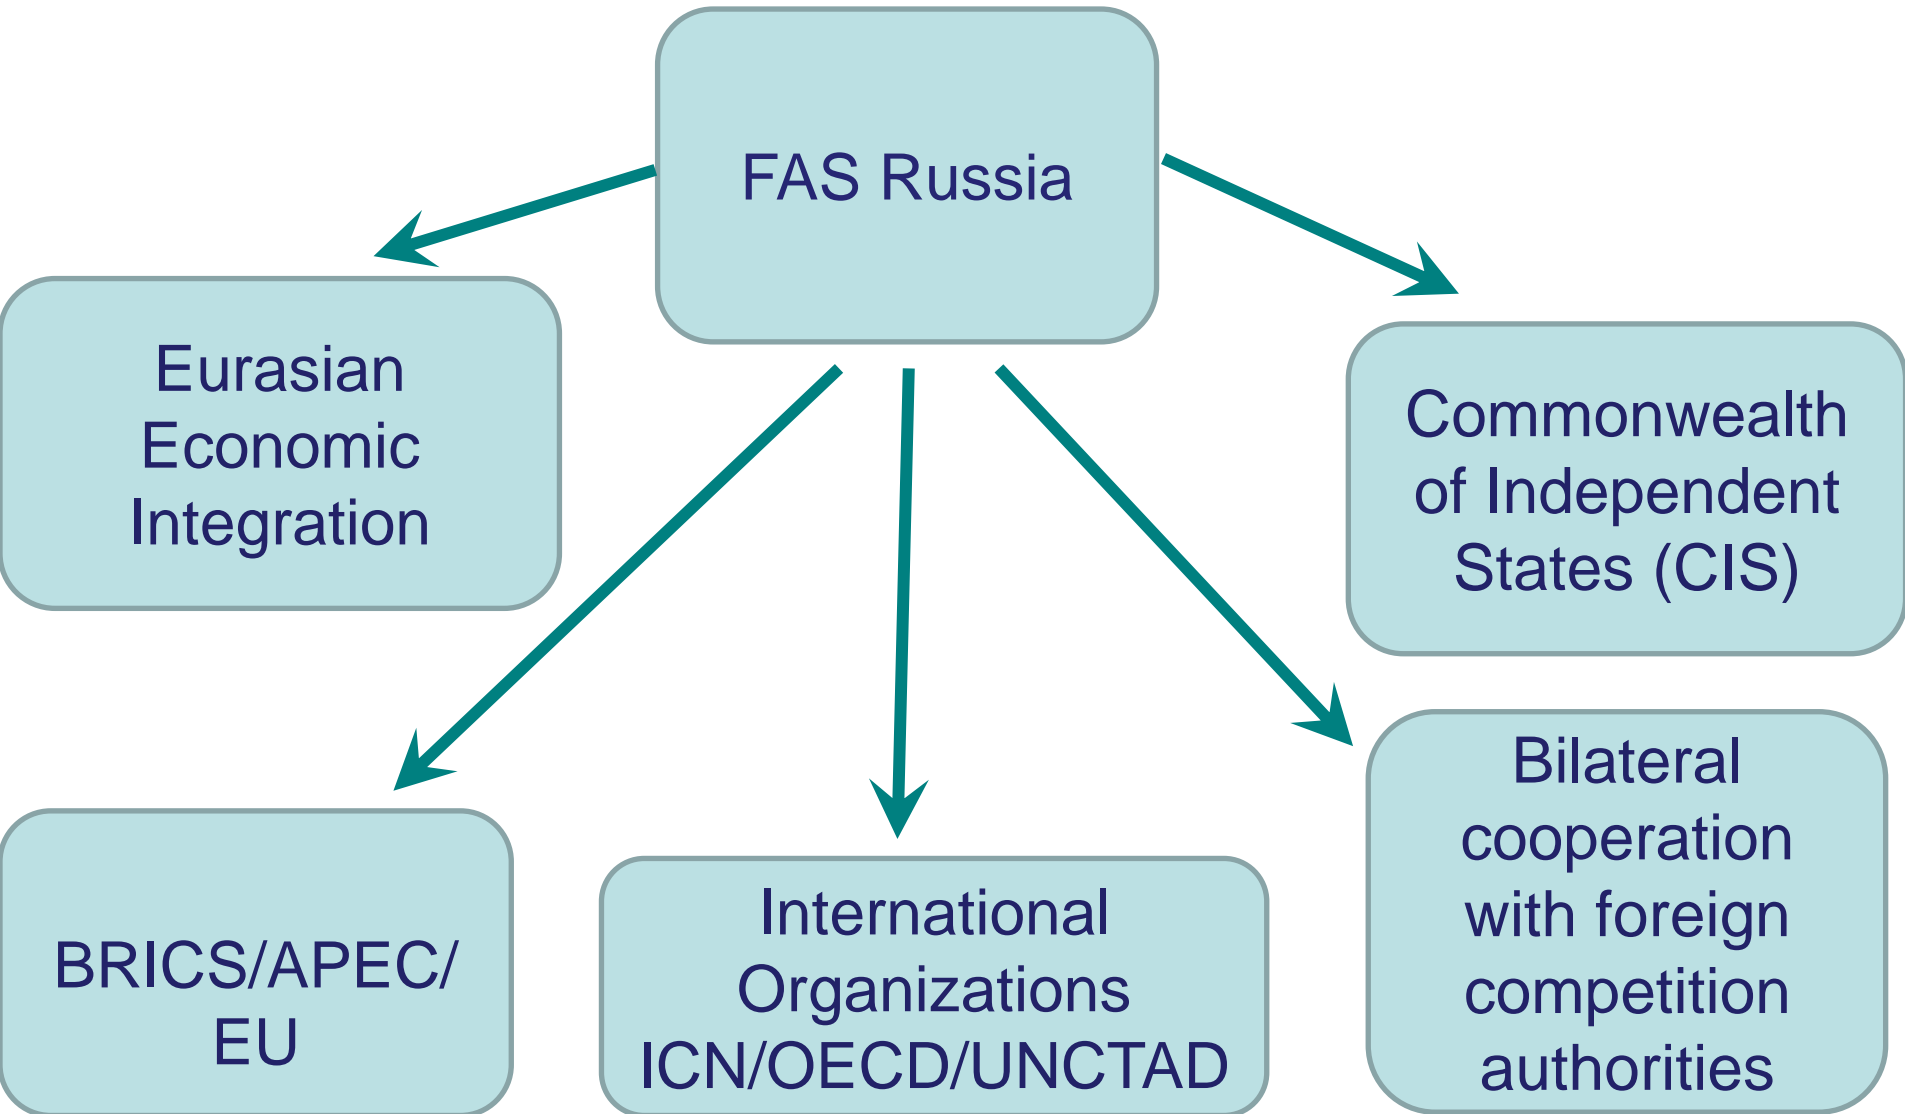 FAS Russia
Eurasian
Economic
Integration
Commonwealth
of Independent
States (CIS)
BRICS/APEC/
EU
International
Organizations
ICN/OECD/UNCTAD
Bilateral
cooperation
with foreign
competition
authorities